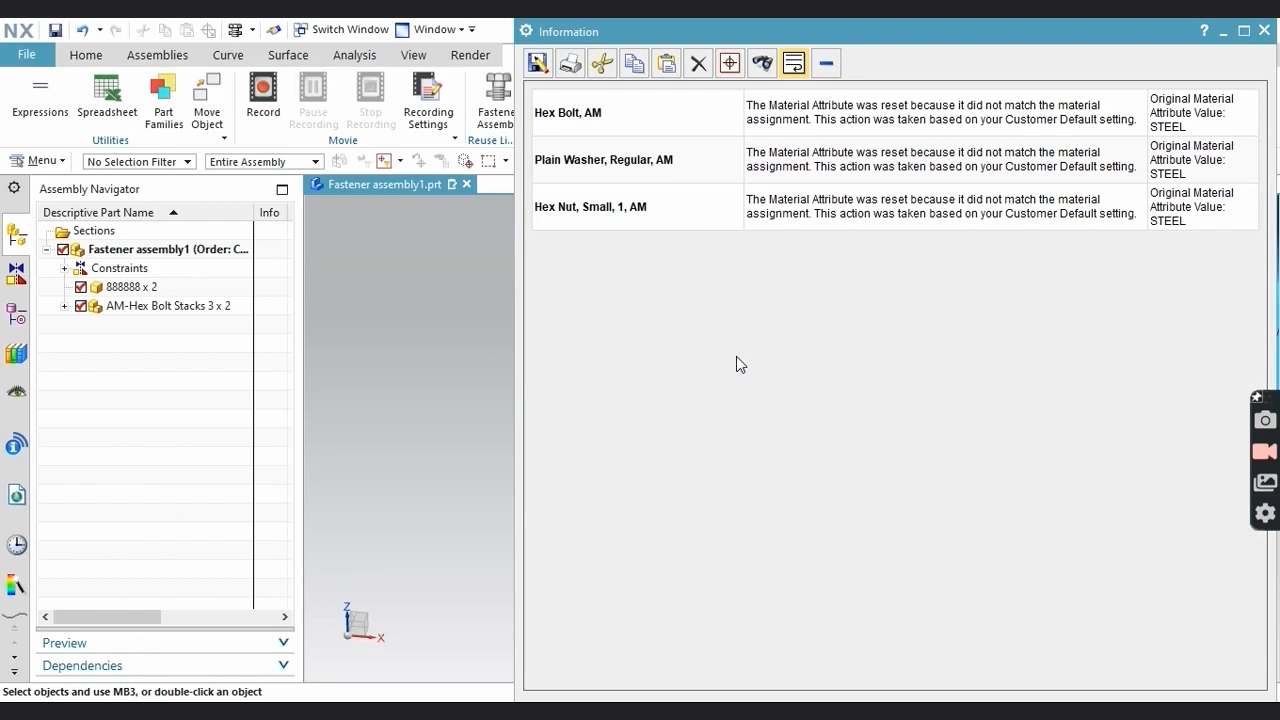 NX
Switch Window
Window
Information
File
Home
Assemblies
Curve
Surface
Analysis
View
Render
Expressions
Spreadsheet
Part
Families
Move
Object
Record
Pause
Recording
Stop
Recording
Recording
Settings
Fastene
Assemb
Utilities
Movie
Reuse Li...
Menu
No Selection Filter
Entire Assembly
Assembly Navigator
Fastener assembly1.prt
Descriptive Part Name
Info
Sections
Fastener assembly1 (Order: C...
Constraints
888888 x 2
AM-Hex Bolt Stacks 3 x 2
Hex Bolt, AM
The Material Attribute was reset because it did not match the material
assignment. This action was taken based on your Customer Default setting.
Original Material
Attribute Value:
STEEL
Plain Washer, Regular, AM
The Material Attribute was reset because it did not match the material
assignment. This action was taken based on your Customer Default setting.
Original Material
Attribute Value:
STEEL
Hex Nut, Small, 1, AM
The Material Attribute was reset because it did not match the material
assignment. This action was taken based on your Customer Default setting.
Original Material
Attribute Value:
STEEL
Z
X
Preview
Dependencies
Select objects and use MB3, or double-click an object